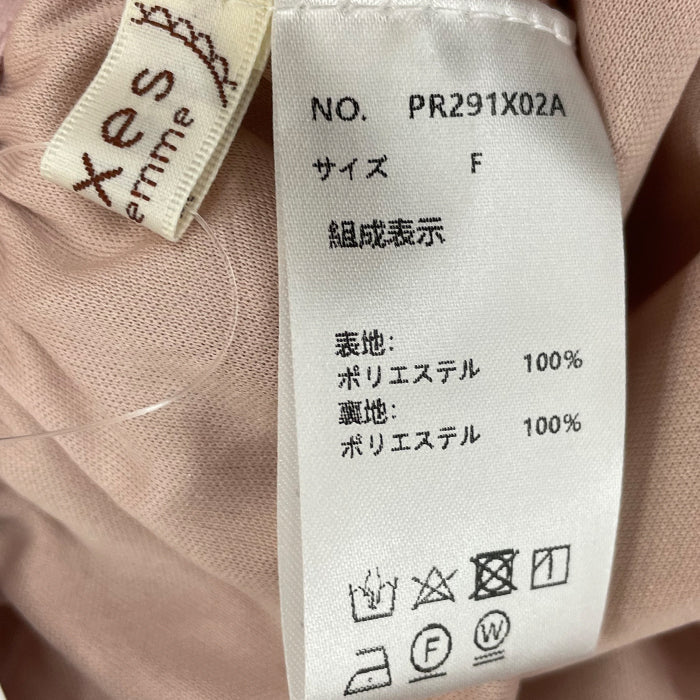 xes
femme
NO. PR291X02A
サイズ F
組成表示
表地:
ポリエステル 100%
裏地:
ポリエステル 100%
F
W